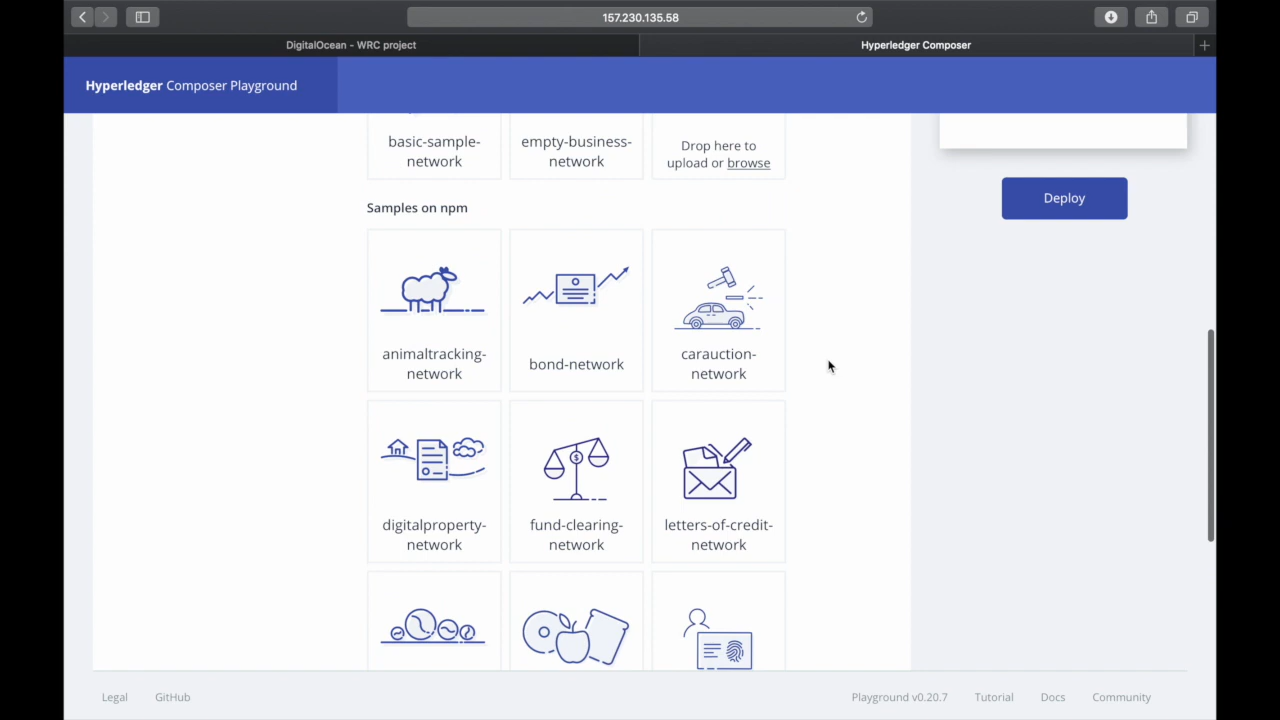 157.230.135.58
DigitalOcean - WRC project
Hyperledger Composer
+
Hyperledger Composer Playground
basic-sample-
network
empty-business-
network
Drop here to
upload or browse
Deploy
Samples on npm
animaltracking-
network
bond-network
carauction-
network
digitalproperty-
network
$
fund-clearing-
network
letters-of-credit-
network
Legal
GitHub
Playground v0.20.7
Tutorial
Docs
Community